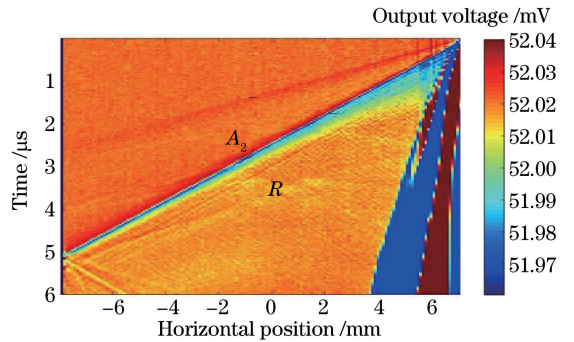 Output voltage /mV
52.04
52.03
52.02
52.01
52.00
51.99
51.98
51.97
Time /μs
1
2
3
4
5
6
A₂
R
−6 −4 −2 0 2 4 6
Horizontal position /mm